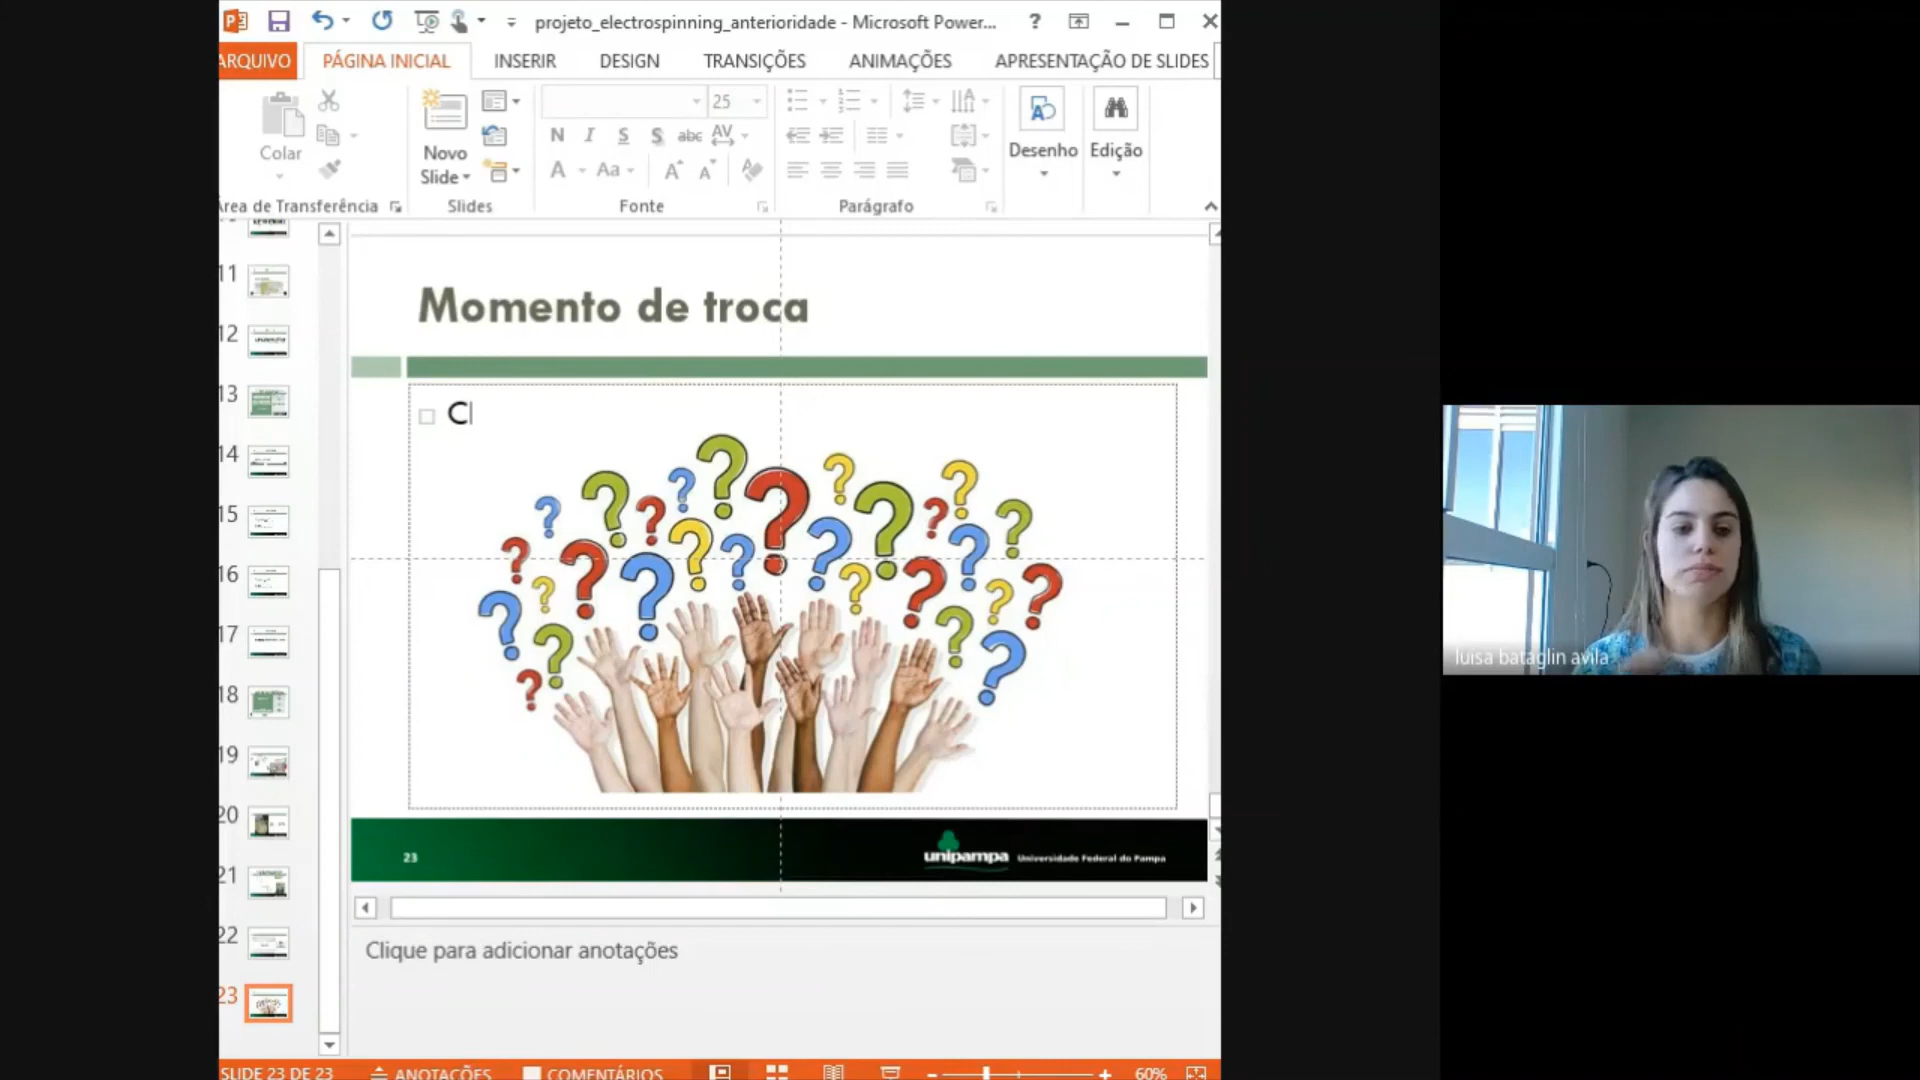 projeto_electrospinning_anterioridade - Microsoft Power...
?
ARQUIVO
PÁGINA INICIAL
INSERIR
DESIGN
TRANSIÇÕES
ANIMAÇÕES
APRESENTAÇÃO DE SLIDES
Colar
Novo
Slide
25
N I S S abc AV
A Aa A A
Desenho
Edição
Área de Transferência
Slides
Fonte
Parágrafo
11
12
13
14
15
16
17
18
19
20
21
22
23
Momento de troca
Cl
23
unipampa
Universidade Federal do Pampa
Clique para adicionar anotações
SLIDE 23 DE 23
ANOTAÇÕES
COMENTÁRIOS
60%
luisa bataglin avila